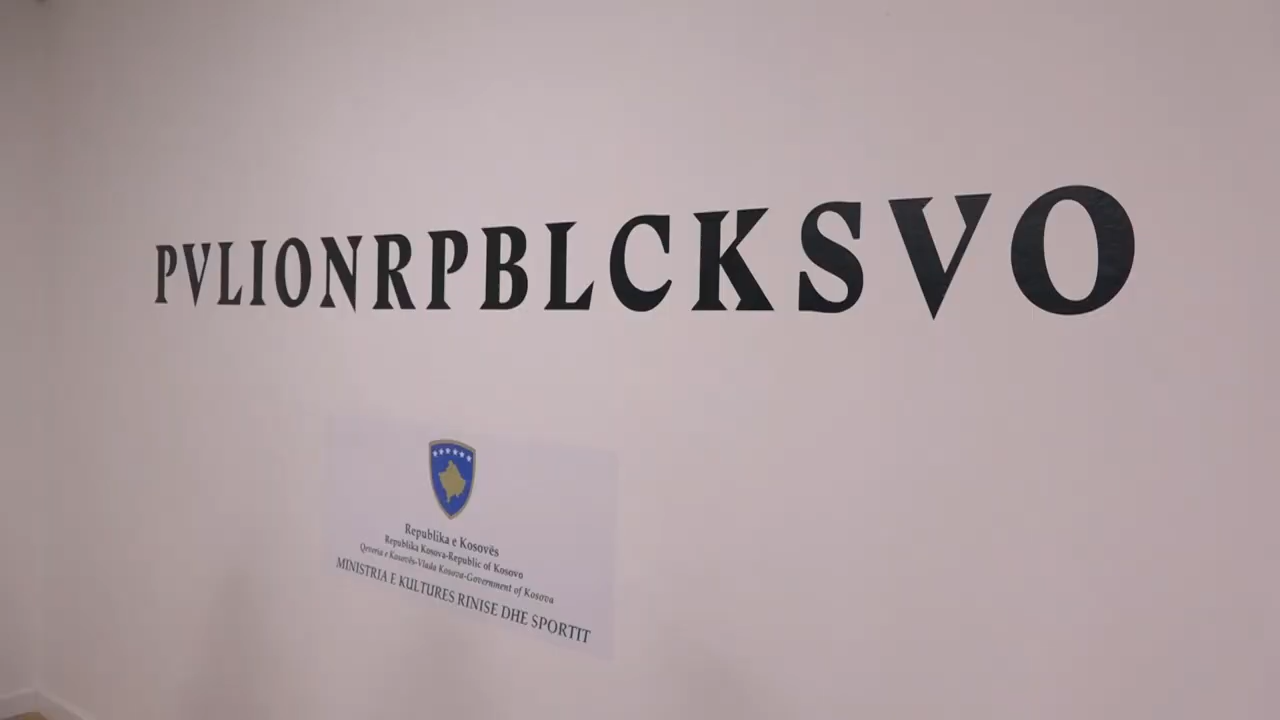 PVLIONRPBLCKSVO
Republika e Kosovës
Republika Kosova-Republic of Kosovo
Qeveria e Kosovës-Vlada Kosova-Government of Kosova
MINISTRIA E KULTURES RINISE DHE SPORTIT